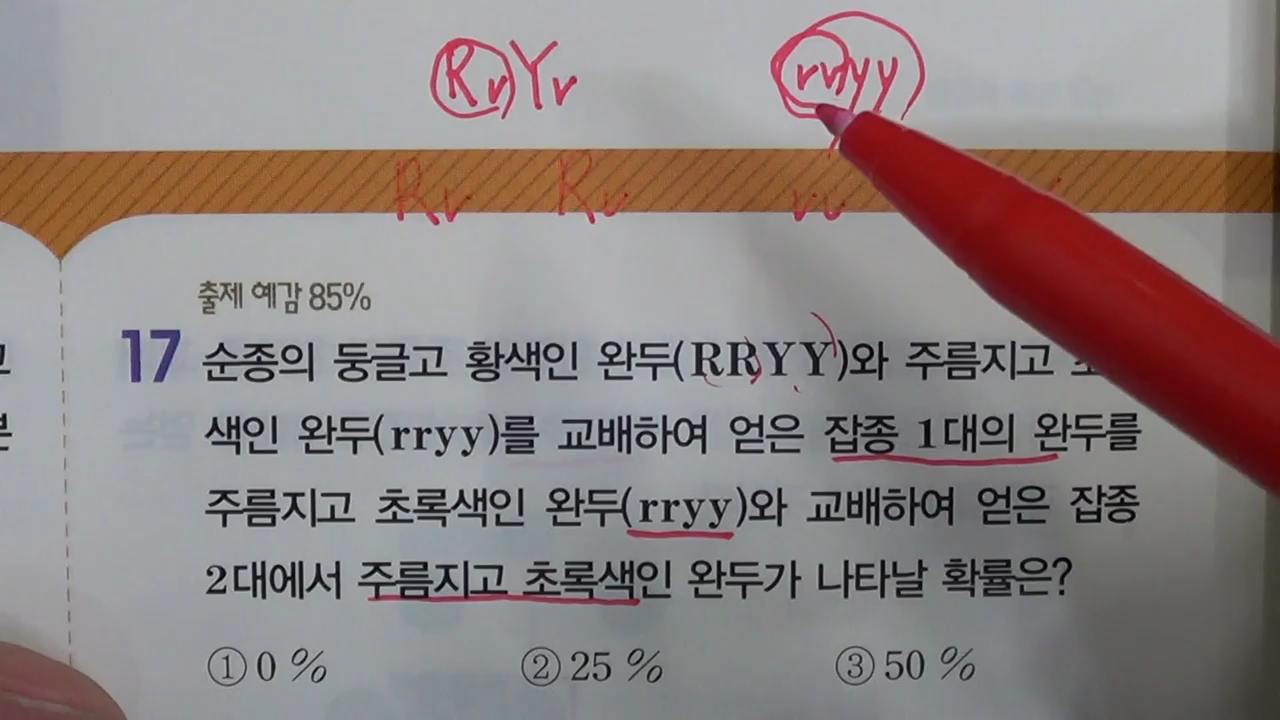 RrYr
rryy
Rr Rr rr
출제 예감 85%
17 순종의 둥글고 황색인 완두(RRYY)와 주름지고
색인 완두(rryy)를 교배하여 얻은 잡종 1대의 완두를
주름지고 초록색인 완두(rryy)와 교배하여 얻은 잡종
2대에서 주름지고 초록색인 완두가 나타날 확률은?
① 0 % ② 25 % ③ 50 %